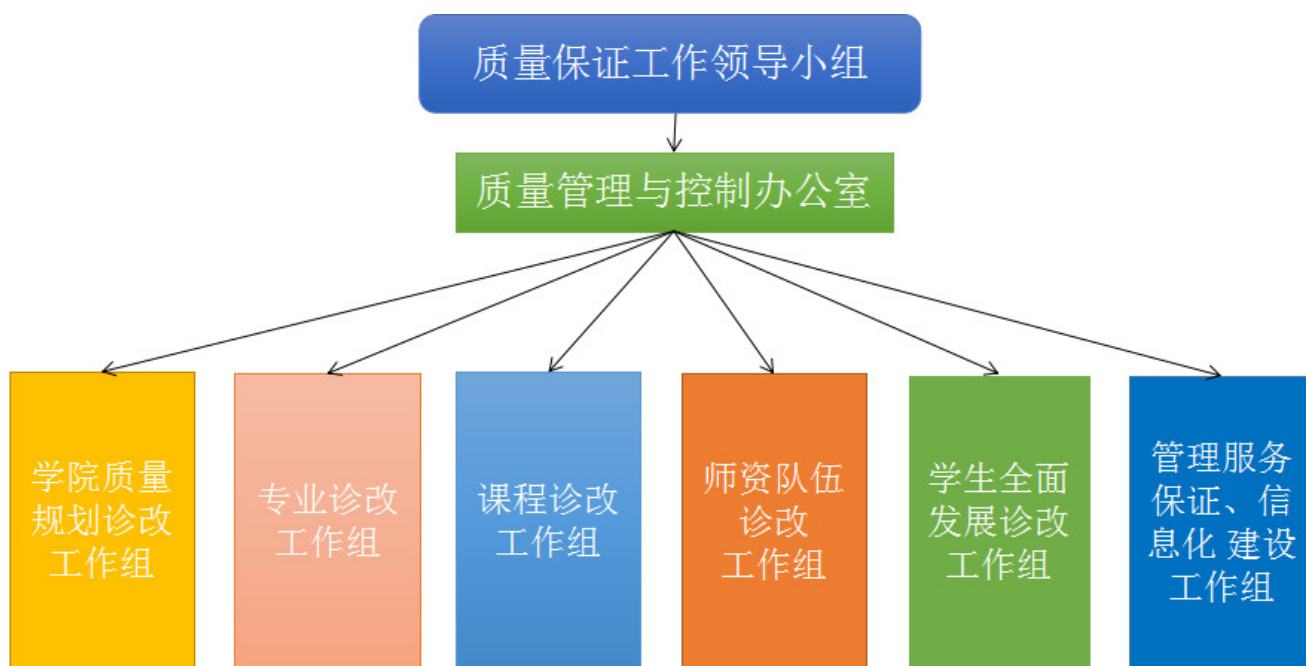 质量保证工作领导小组
质量管理与控制办公室
学院质量
规划诊改
工作组
专业诊改
工作组
课程诊改
工作组
师资队伍
诊改
工作组
学生全面
发展诊改
工作组
管理服务
保证、信
息化 建设
工作组